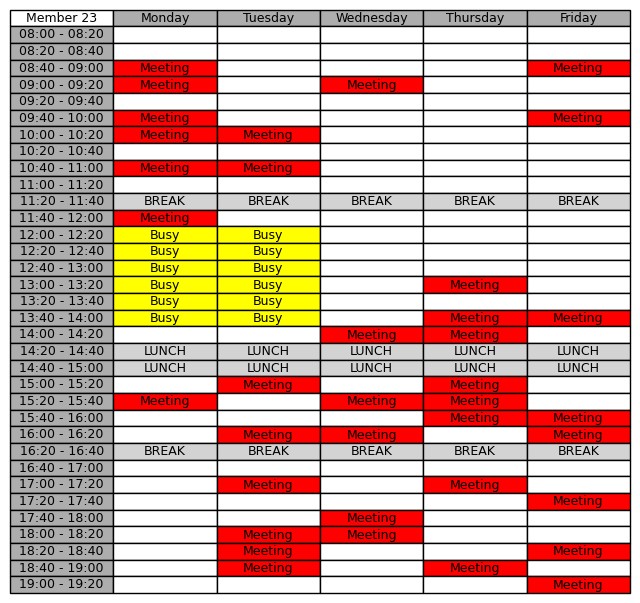 Member 23 Monday Tuesday Wednesday Thursday Friday
08:00 - 08:20
08:20 - 08:40
08:40 - 09:00 Meeting Meeting
09:00 - 09:20 Meeting Meeting
09:20 - 09:40
09:40 - 10:00 Meeting Meeting
10:00 - 10:20 Meeting Meeting
10:20 - 10:40
10:40 - 11:00 Meeting Meeting
11:00 - 11:20
11:20 - 11:40 BREAK BREAK BREAK BREAK BREAK
11:40 - 12:00 Meeting
12:00 - 12:20 Busy Busy
12:20 - 12:40 Busy Busy
12:40 - 13:00 Busy Busy
13:00 - 13:20 Busy Busy Meeting
13:20 - 13:40 Busy Busy
13:40 - 14:00 Busy Busy Meeting Meeting
14:00 - 14:20 Meeting Meeting
14:20 - 14:40 LUNCH LUNCH LUNCH LUNCH LUNCH
14:40 - 15:00 LUNCH LUNCH LUNCH LUNCH LUNCH
15:00 - 15:20 Meeting Meeting
15:20 - 15:40 Meeting Meeting Meeting
15:40 - 16:00 Meeting Meeting
16:00 - 16:20 Meeting Meeting Meeting
16:20 - 16:40 BREAK BREAK BREAK BREAK BREAK
16:40 - 17:00
17:00 - 17:20 Meeting Meeting
17:20 - 17:40 Meeting
17:40 - 18:00 Meeting
18:00 - 18:20 Meeting Meeting
18:20 - 18:40 Meeting Meeting
18:40 - 19:00 Meeting Meeting
19:00 - 19:20 Meeting